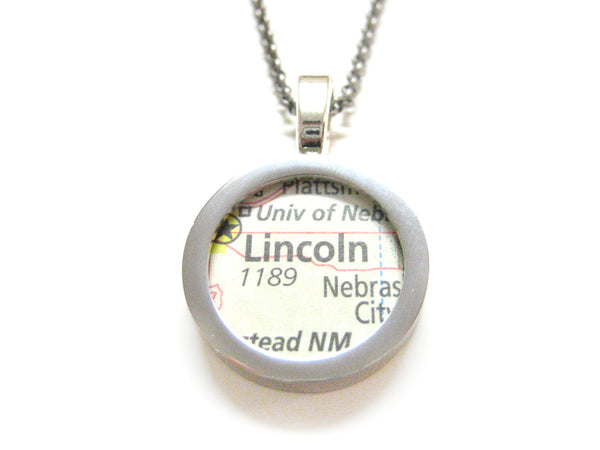 Plattsm
Univ of Neb
Lincoln
1189
Nebras
City
stead NM